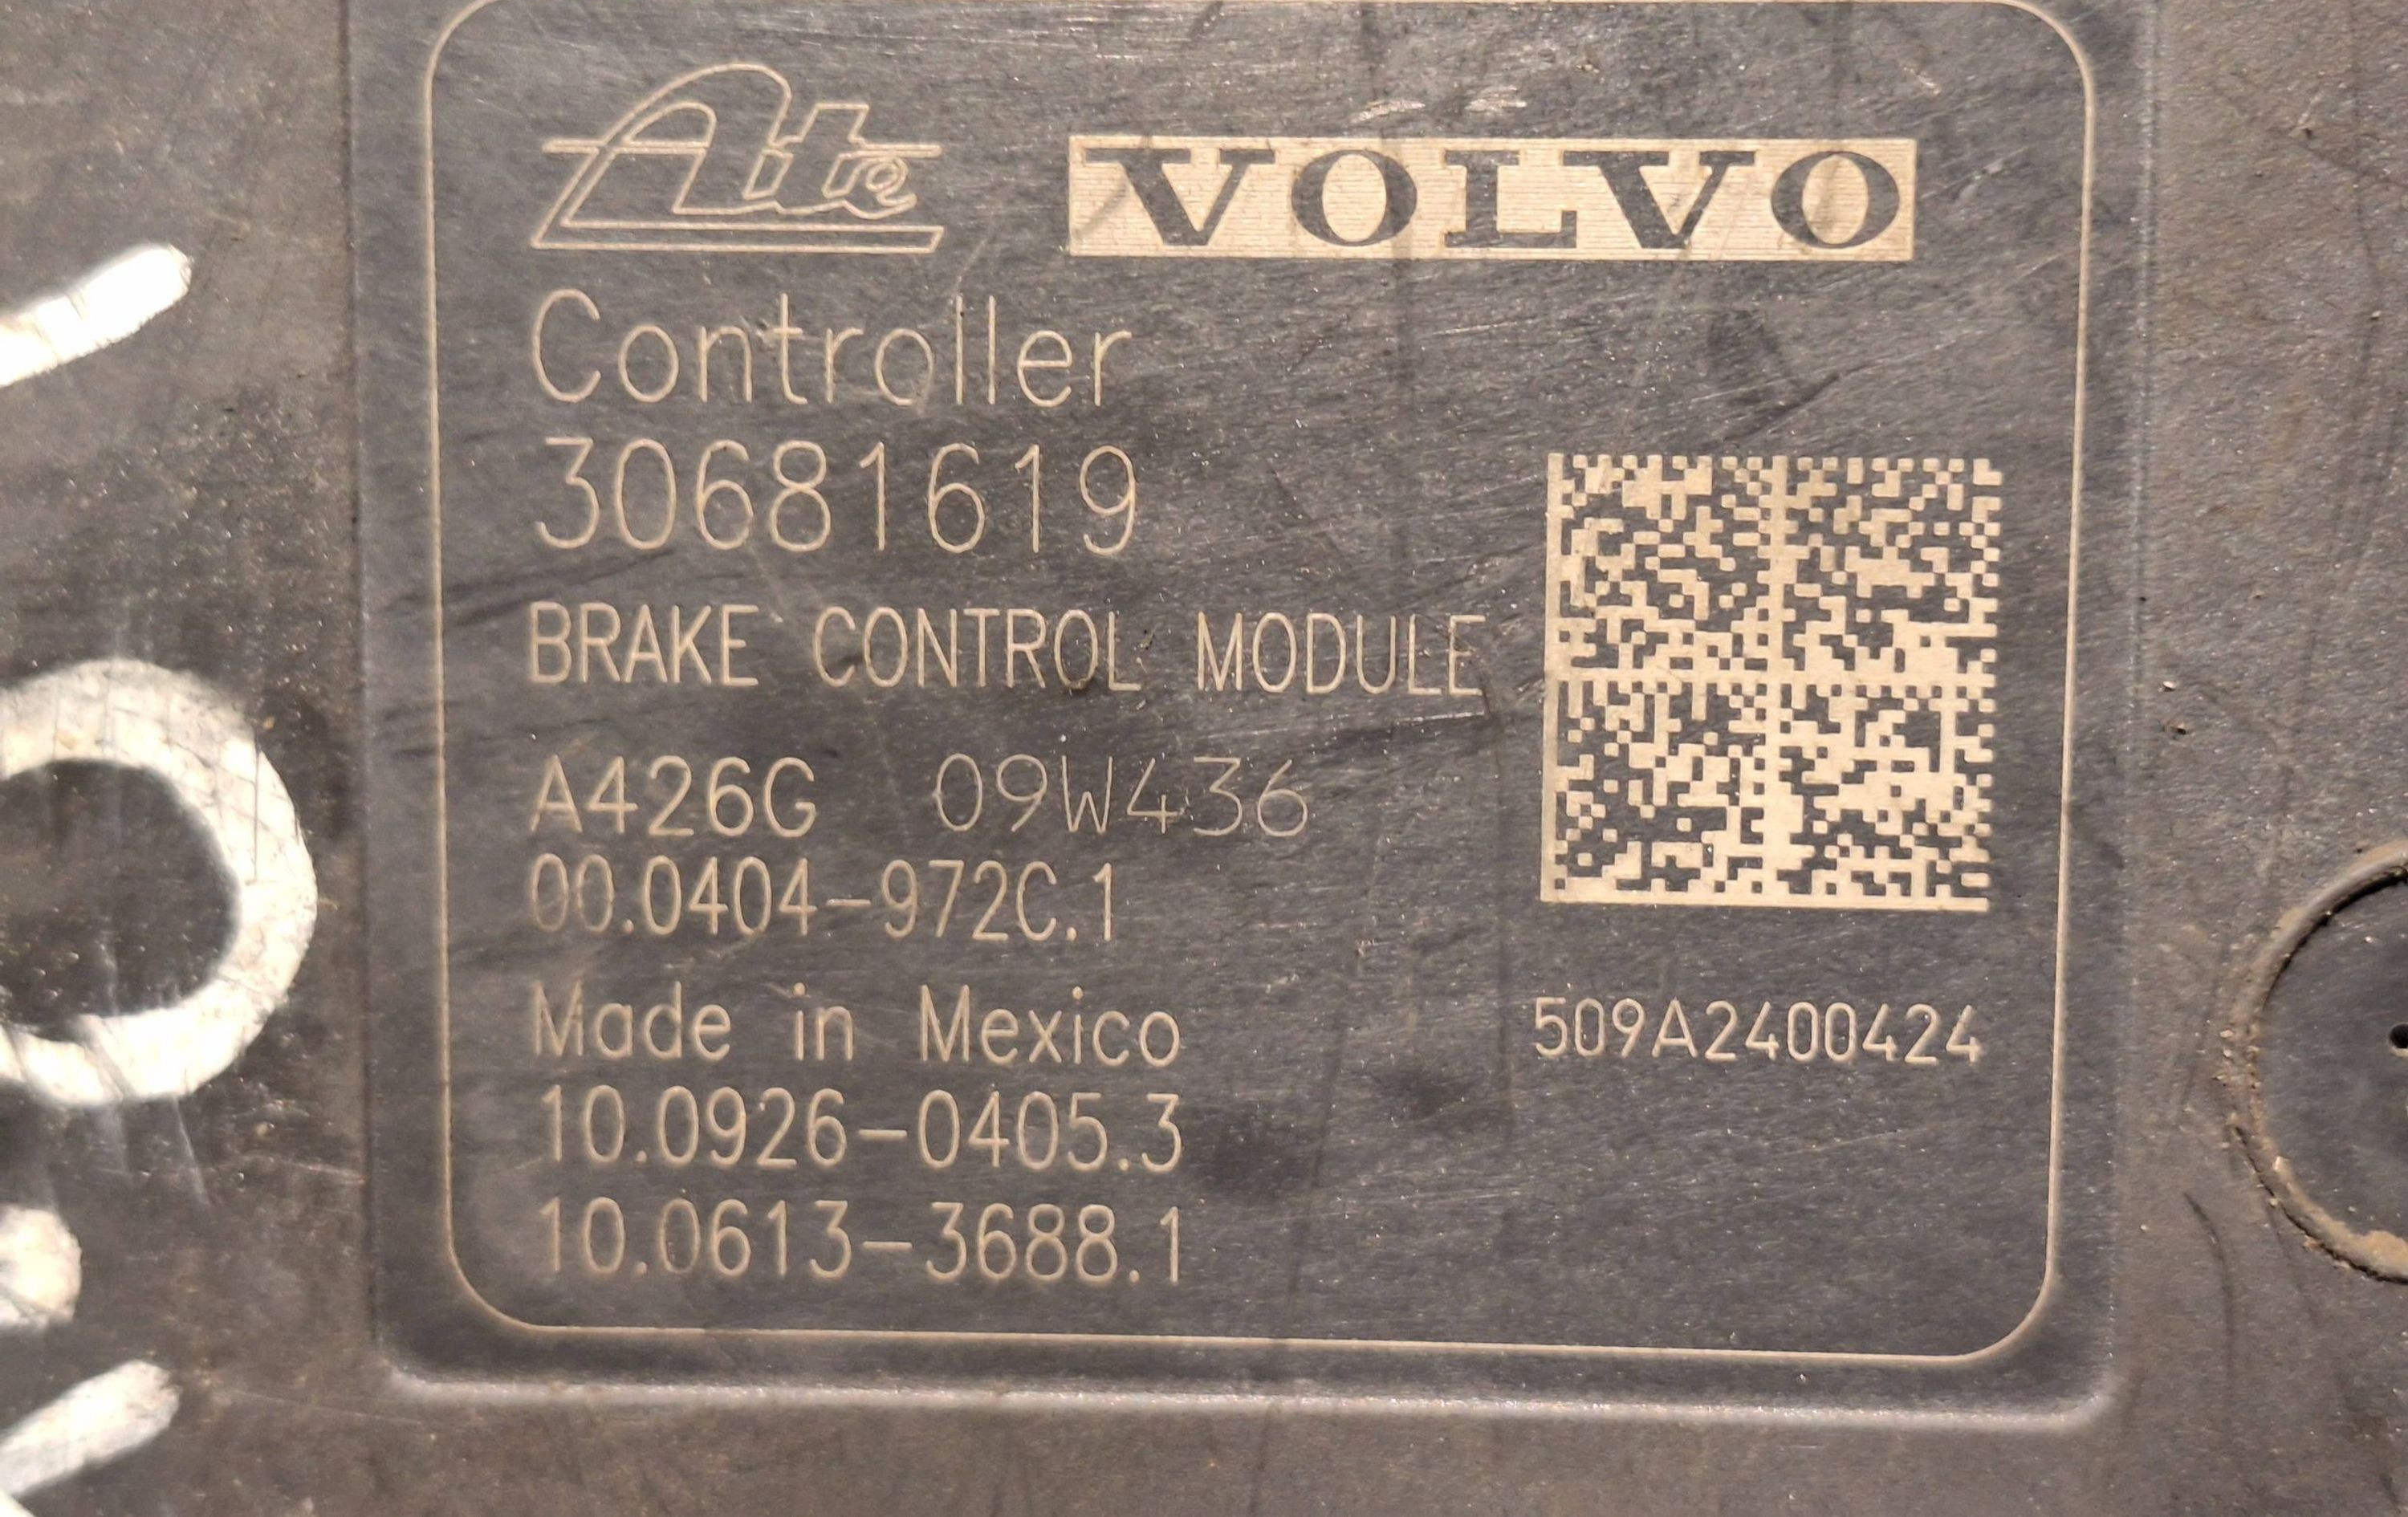 Ate VOLVO
Controller
30681619
BRAKE CONTROL MODULE
A426G 09W436
00.0404-972C.1
Made in Mexico
509A2400424
10.0926-0405.3
10.0613-3688.1